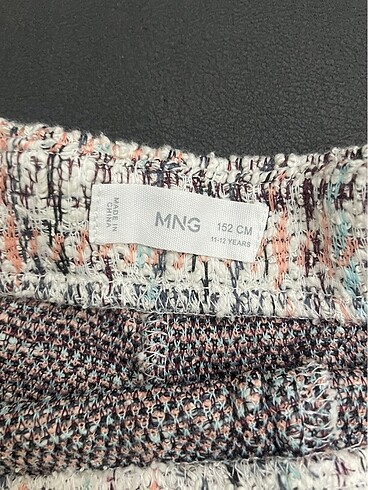 MADE IN
CHINA
MNG
152 CM
11-12 YEARS